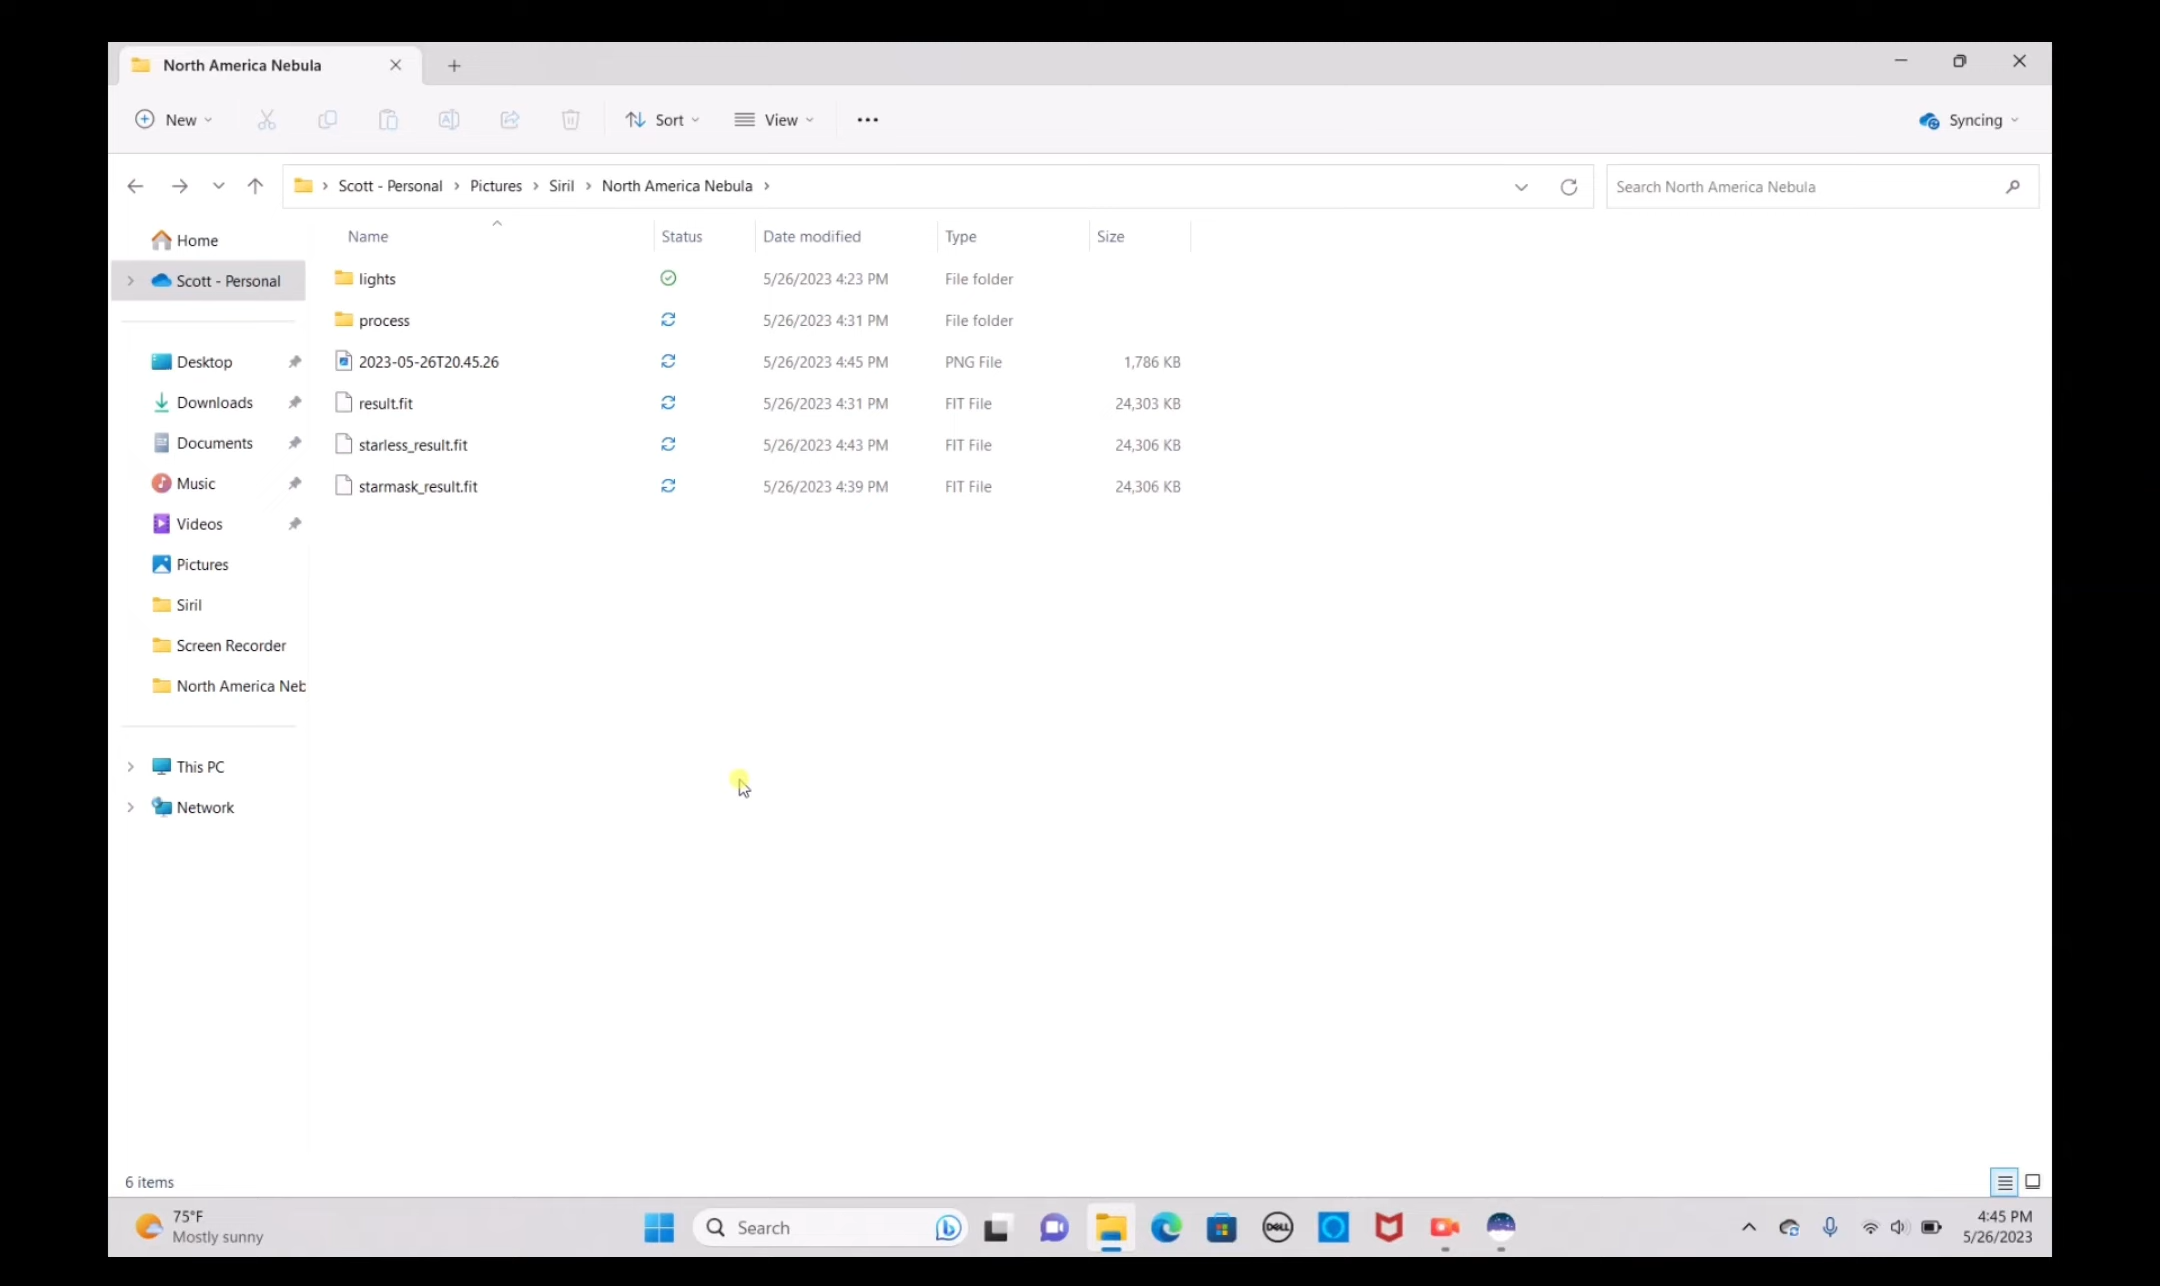 North America Nebula
New
Sort
View
Syncing
Scott - Personal > Pictures > Siril > North America Nebula >
Search North America Nebula
Name Status Date modified Type Size
lights 5/26/2023 4:23 PM File folder
process 5/26/2023 4:31 PM File folder
2023-05-26T20.45.26 5/26/2023 4:45 PM PNG File 1,786 KB
result.fit 5/26/2023 4:31 PM FIT File 24,303 KB
starless_result.fit 5/26/2023 4:43 PM FIT File 24,306 KB
starmask_result.fit 5/26/2023 4:39 PM FIT File 24,306 KB
Home
Scott - Personal
Desktop
Downloads
Documents
Music
Videos
Pictures
Siril
Screen Recorder
North America Neb
This PC
Network
6 items
75°F
Mostly sunny
Search
DELL
4:45 PM
5/26/2023